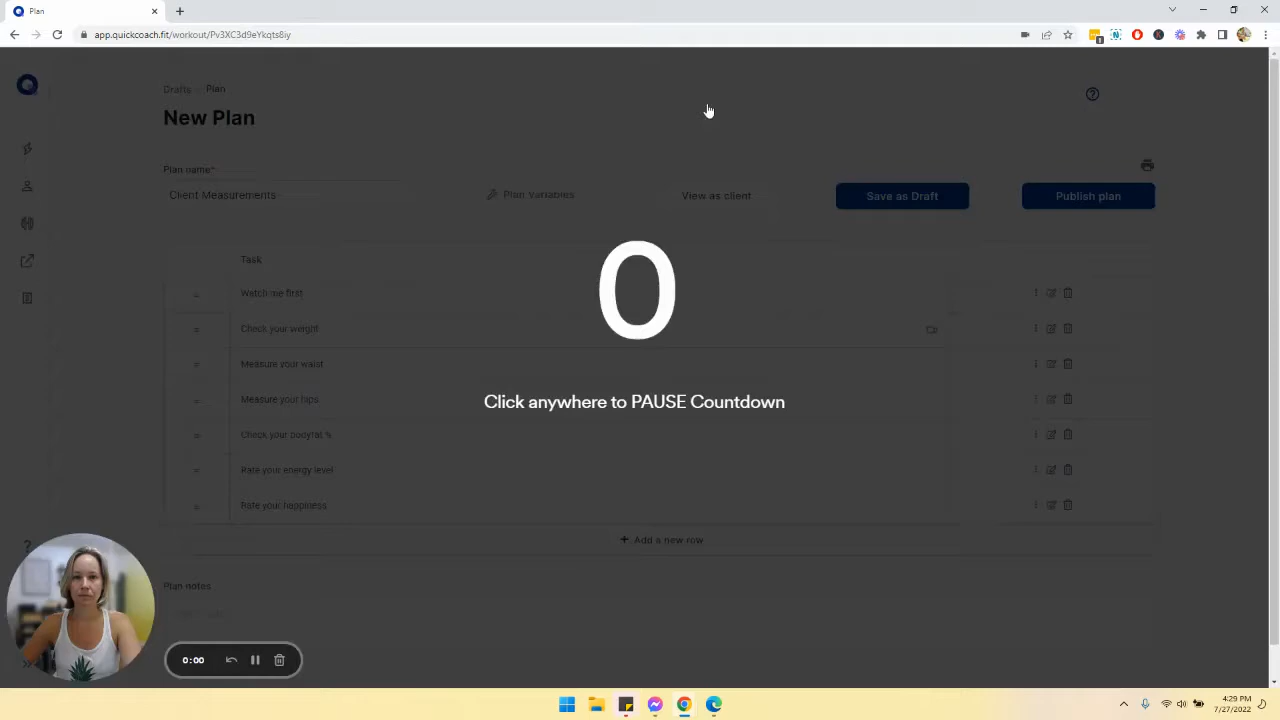 Plan
app.quickcoach.fit/workout/Pv3XC3d9eYkqts8iy
Drafts Plan
New Plan
Plan name*
Client Measurements
Plan Variables
View as client
Save as Draft
Publish plan
0
Task
Watch me first
Check your weight
Measure your waist
Measure your hips
Click anywhere to PAUSE Countdown
Check your bodyfat %
Rate your energy level
Rate your happiness
+ Add a new row
Plan notes
0:00
4:29 PM
7/27/2022